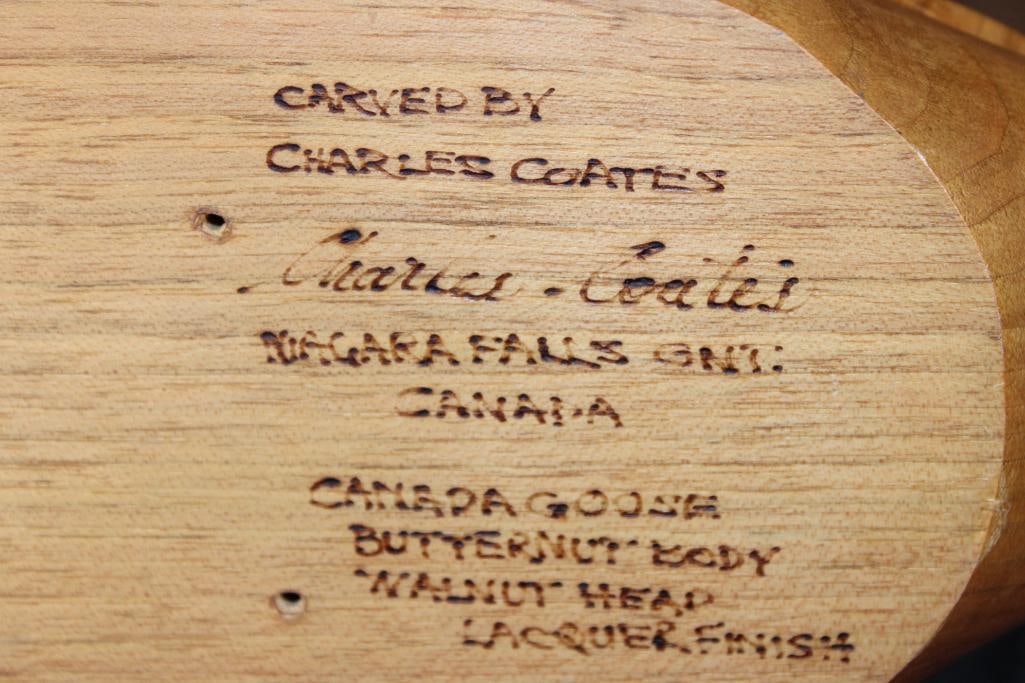 CARVED BY
CHARLES COATES
Charles Coates
NIAGARA FALLS ONT:
CANADA
CANADA GOOSE
BUTTERNUT BODY
WALNUT HEAD
LACQUER FINISH